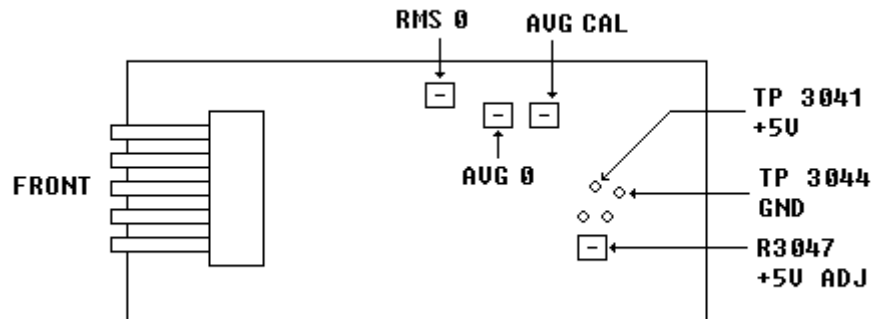 RMS 0
AVG CAL
TP 3041
+5V
AVG 0
FRONT
TP 3044
GND
R3047
+5V ADJ